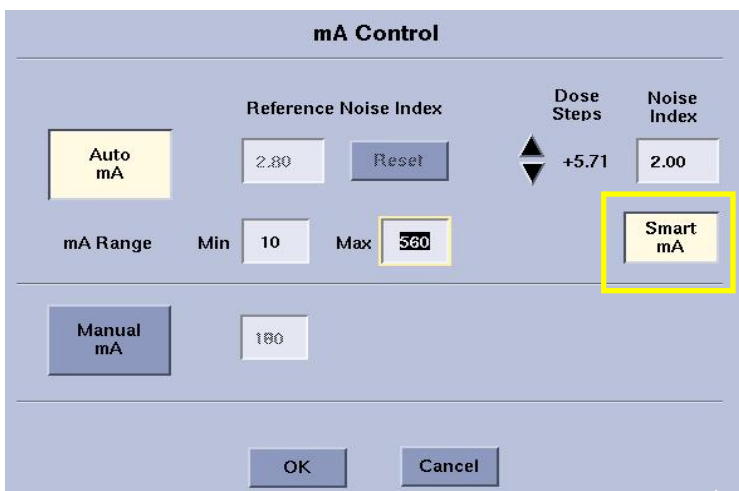 mA Control
Reference Noise Index
Dose Steps
Noise Index
Auto mA
2.80
Reset
+5.71
2.00
mA Range
Min
10
Max
560
Smart mA
Manual mA
180
OK
Cancel